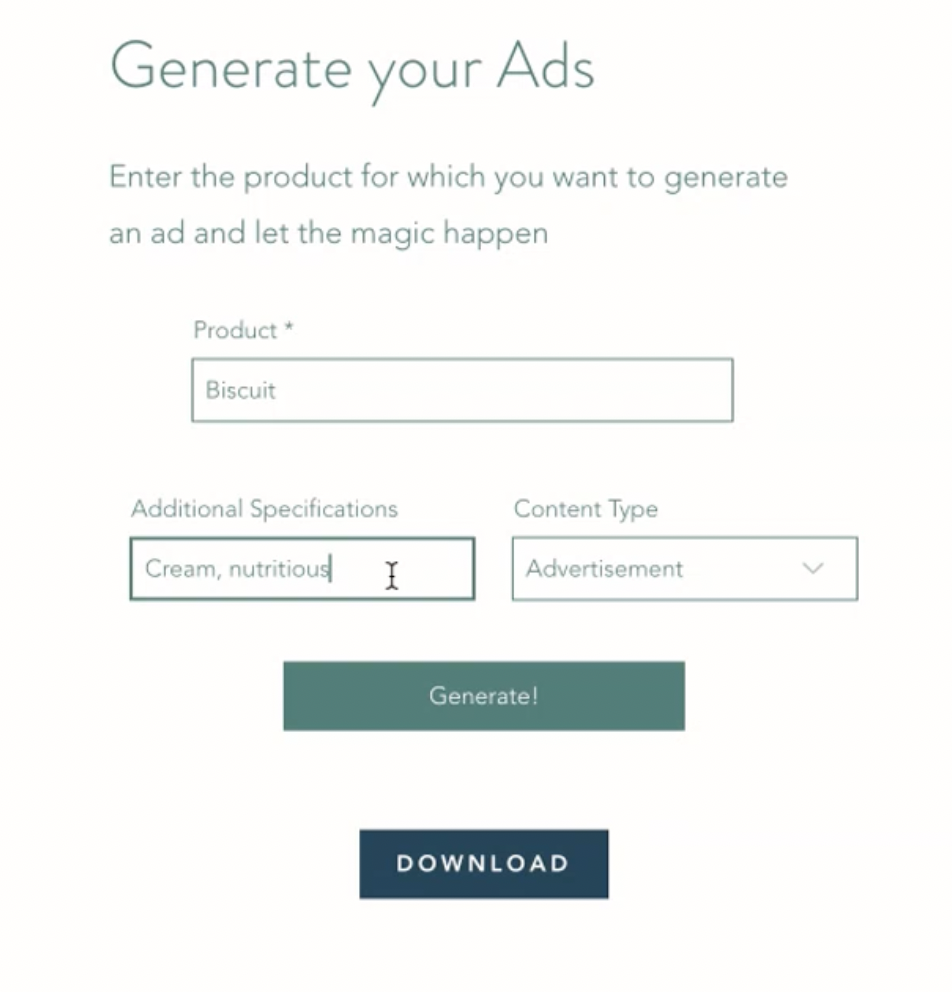 Generate your Ads
Enter the product for which you want to generate
an ad and let the magic happen
Product *
Biscuit
Additional Specifications
Content Type
Cream, nutritious
Advertisement
Generate!
DOWNLOAD